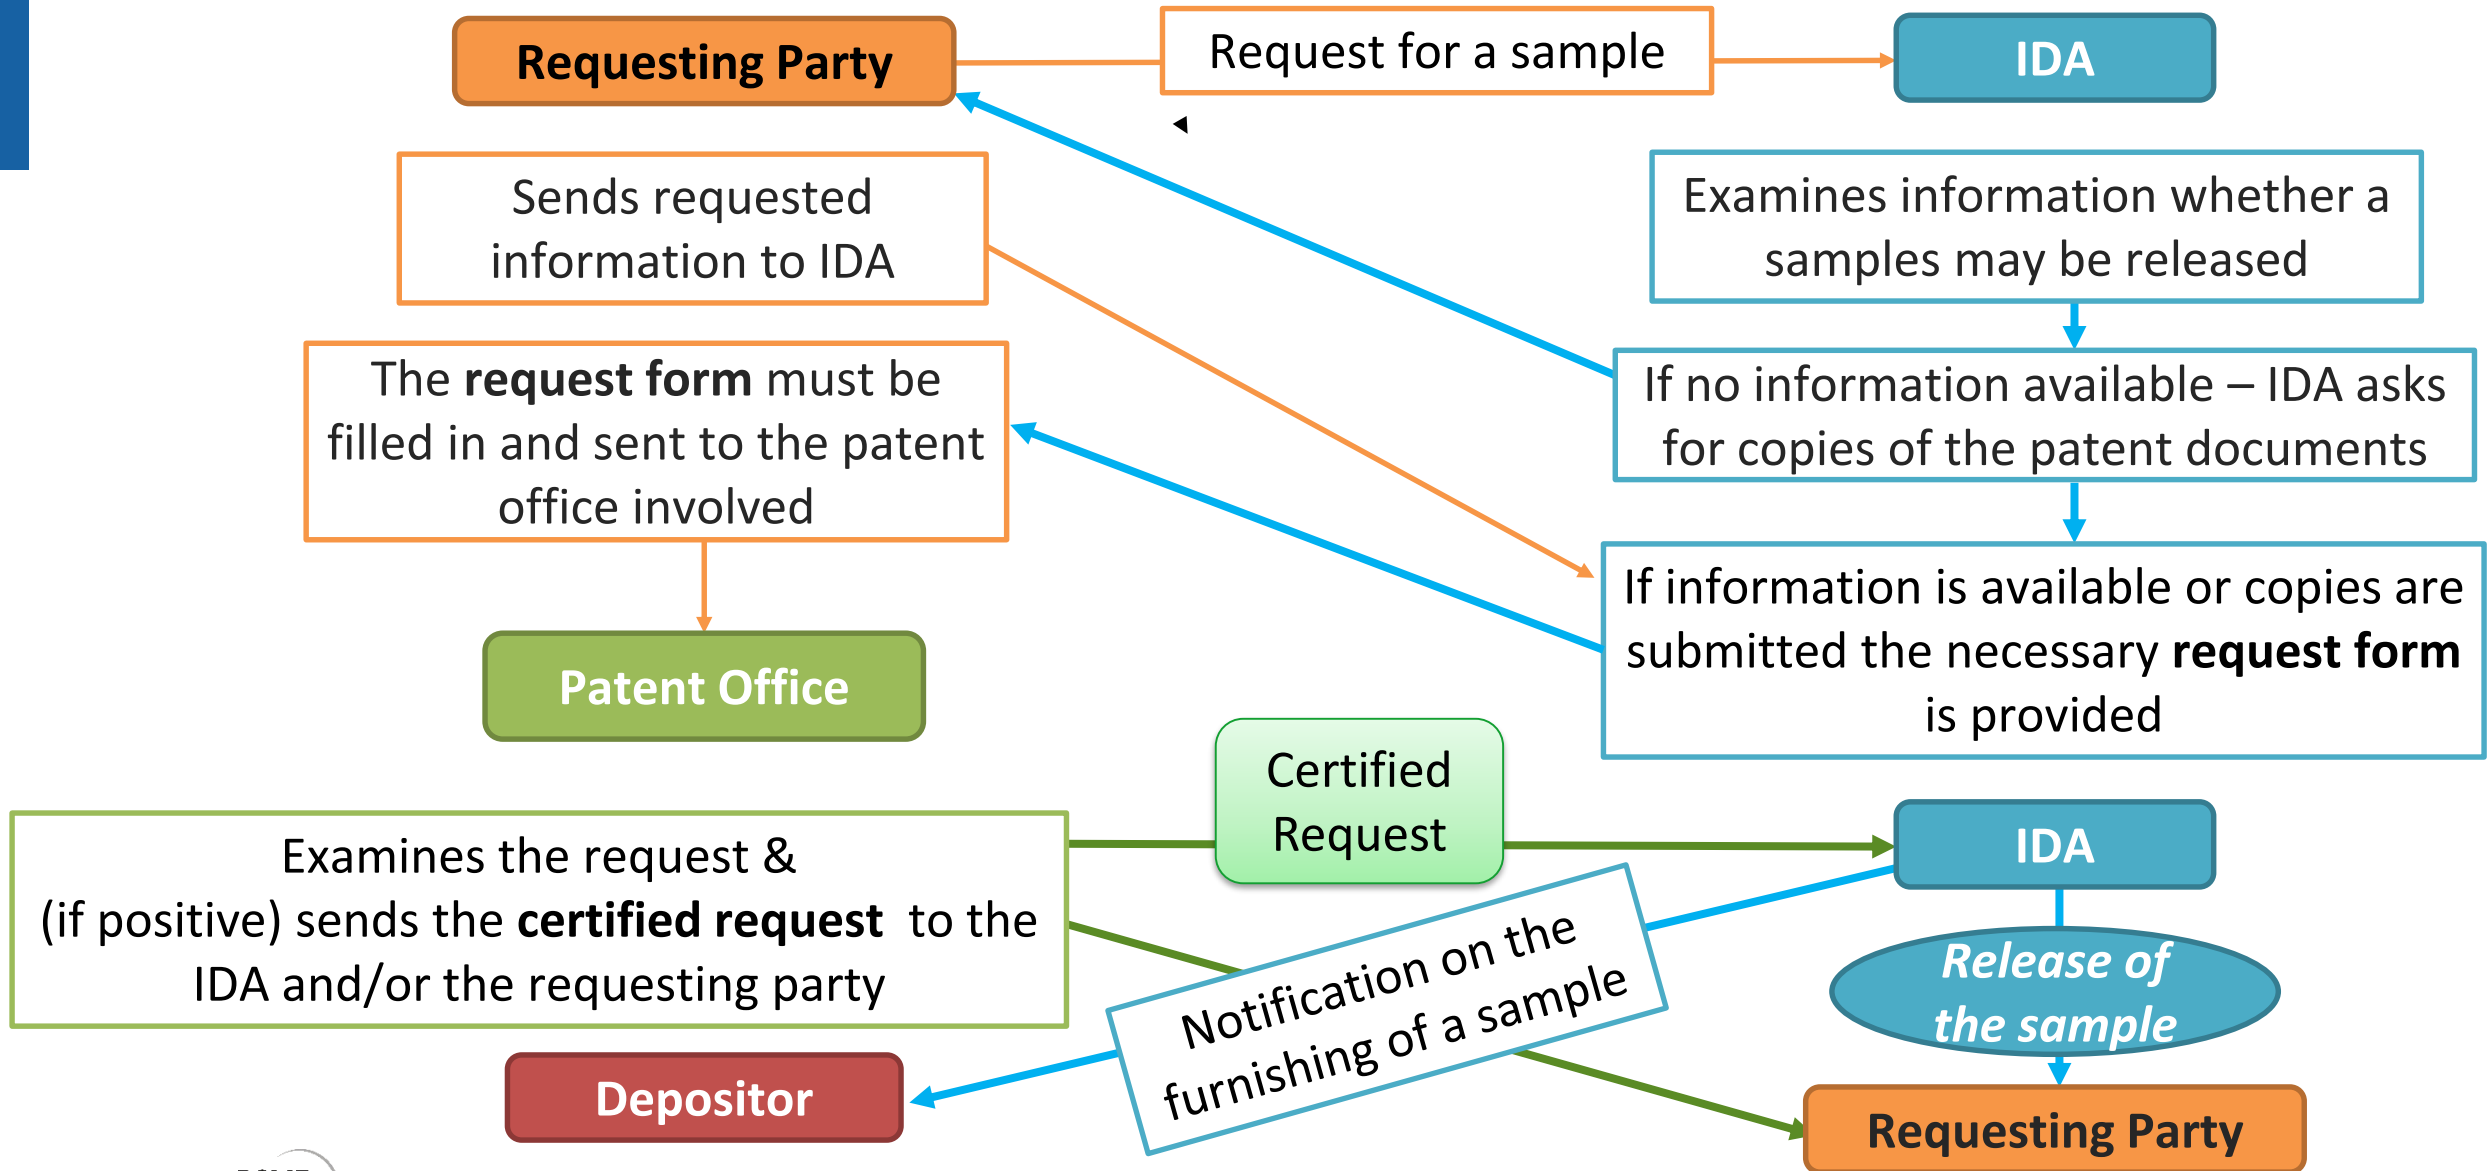 Requesting Party
Request for a sample
IDA
Sends requested
information to IDA
Examines information whether a
samples may be released
The request form must be
filled in and sent to the patent
office involved
If no information available – IDA asks
for copies of the patent documents
If information is available or copies are
submitted the necessary request form
is provided
Patent Office
Certified
Request
Examines the request &
(if positive) sends the certified request to the
IDA and/or the requesting party
IDA
Notification on the
furnishing of a sample
Release of
the sample
Depositor
Requesting Party